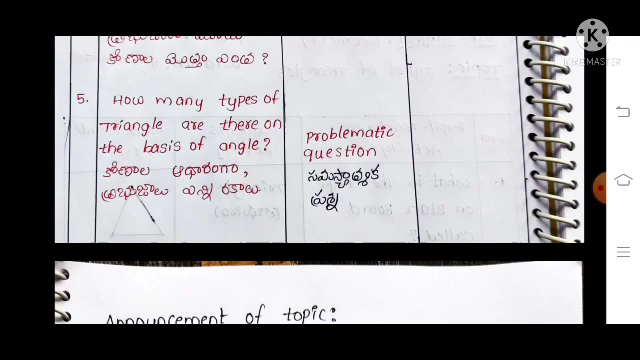 కోణాల మొత్తం ఎంత?
5. How many types of
Triangle are there on
the basis of angle?
కోణాల ఆధారంగా,
త్రిభుజాలు ఎన్ని రకాలు
problematic
question
సమస్యాత్మక
ప్రశ్న
Announcement of topic:
KINEMASTER